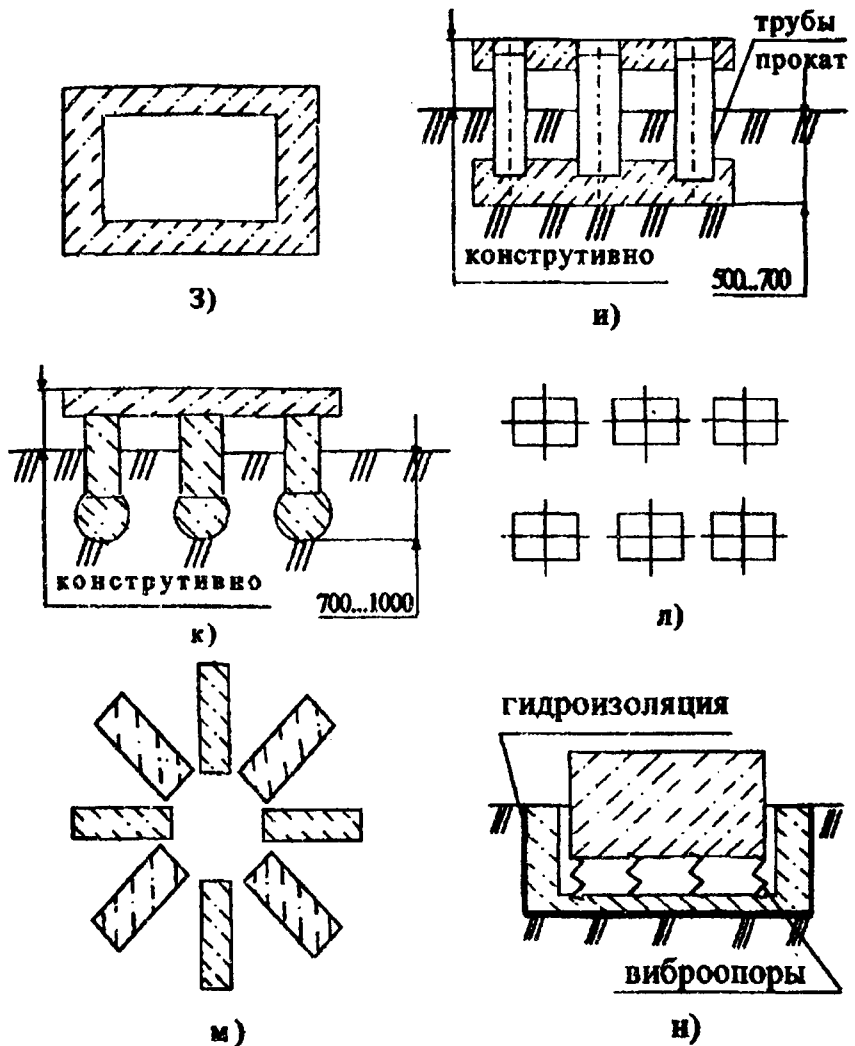 трубы
прокат
конструтивно
500...700
з)
и)
конструтивно
700...1000
к)
л)
гидроизоляция
виброопоры
м)
н)